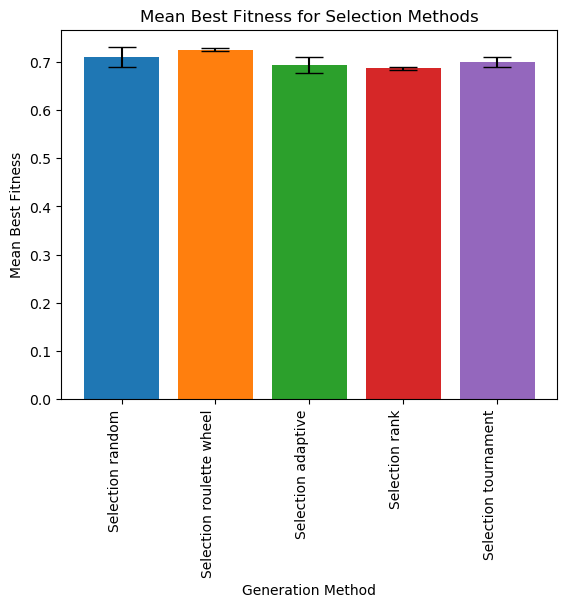 Mean Best Fitness for Selection Methods
Mean Best Fitness
0.7
0.6
0.5
0.4
0.3
0.2
0.1
0.0
Selection random
Selection roulette wheel
Selection adaptive
Selection rank
Selection tournament
Generation Method